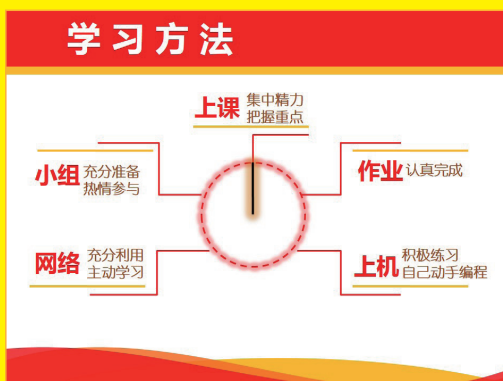 学习方法
上课 集中精力
把握重点
小组 充分准备
热情参与
作业 认真完成
网络 充分利用
主动学习
上机 积极练习
自己动手编程